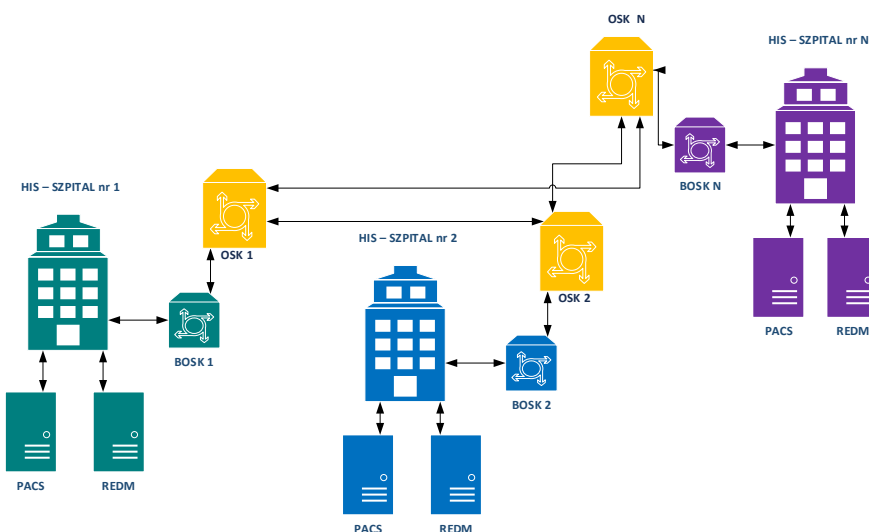 OSK N
HIS – SZPITAL nr N
BOSK N
HIS – SZPITAL nr 1
OSK 1
HIS – SZPITAL nr 2
OSK 2
PACS
REDM
BOSK 1
BOSK 2
PACS
REDM
PACS
REDM